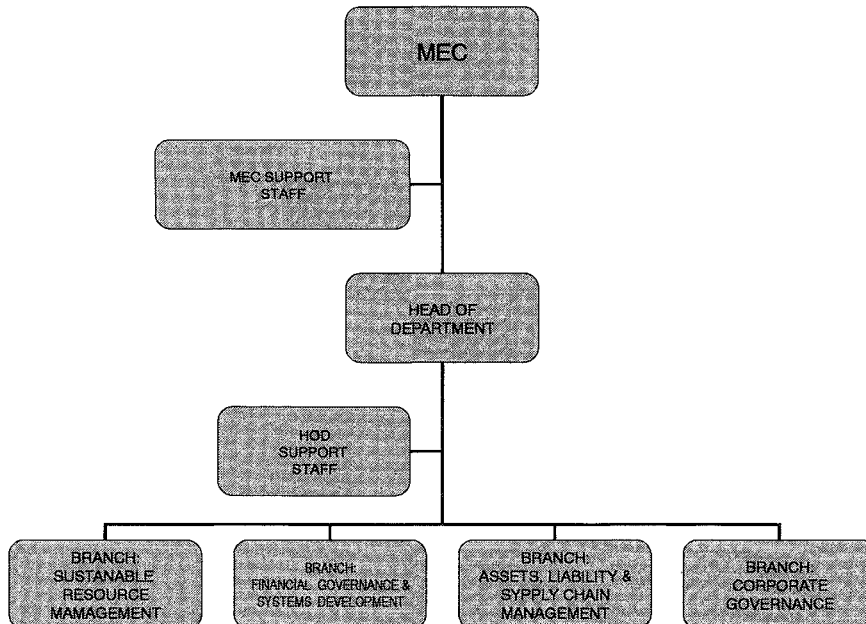 MEC
MEC SUPPORT
STAFF
HEAD OF
DEPARTMENT
HOD
SUPPORT
STAFF
BRANCH:
SUSTANABLE
RESOURCE
MAMAGEMENT
BRANCH:
FINANCIAL GOVERNANCE &
SYSTEMS DEVELOPMENT
BRANCH:
ASSETS, LIABILITY &
SYPPLY CHAIN
MANAGEMENT
BRANCH:
CORPORATE
GOVERNANCE